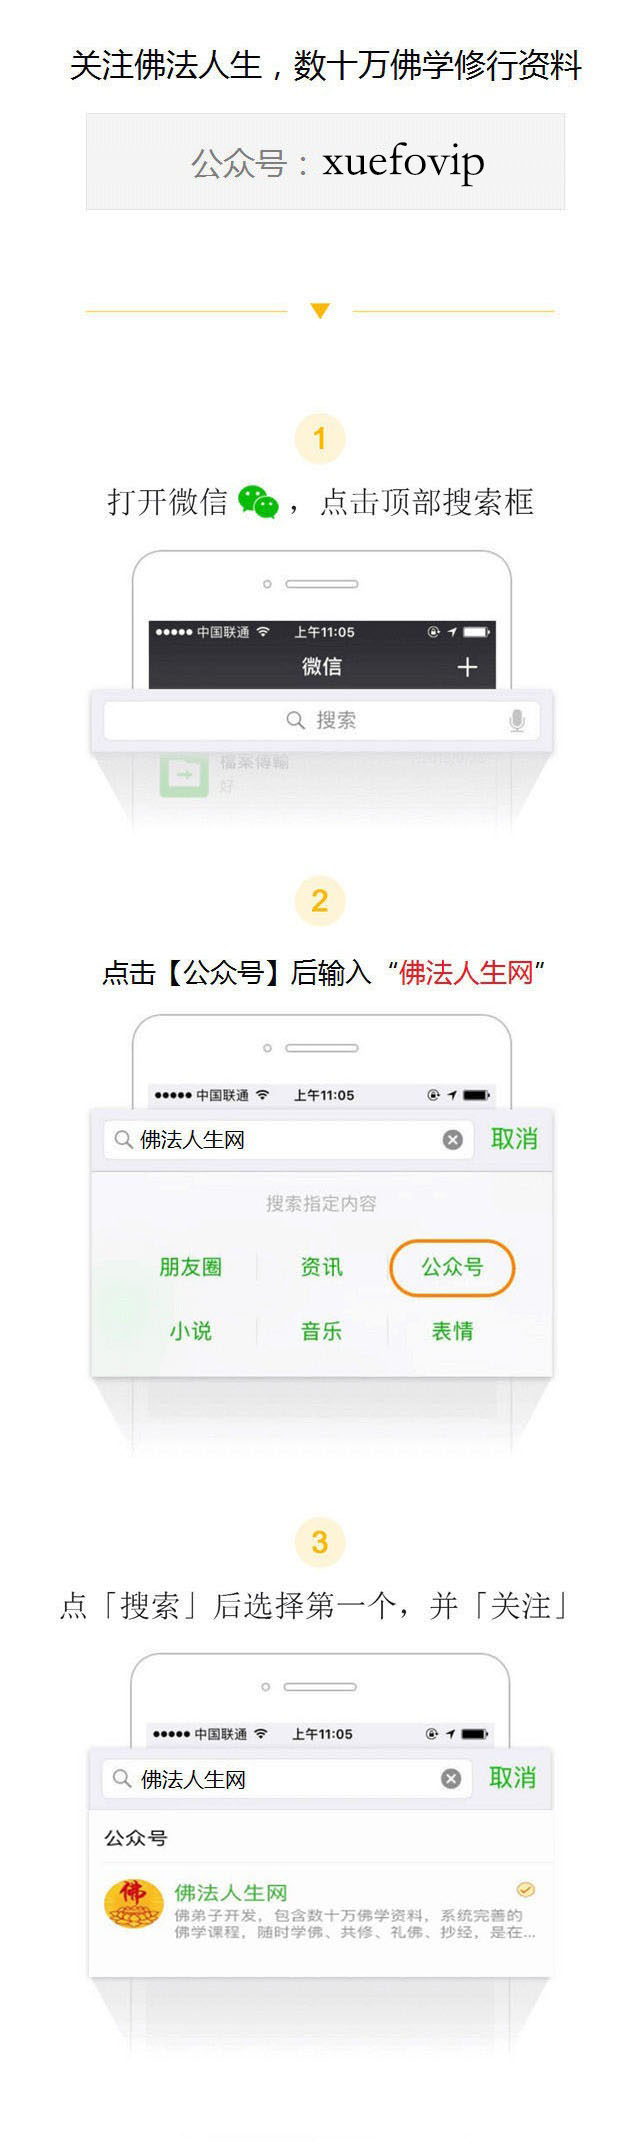 关注佛法人生，数十万佛学修行资料
公众号：xuefovip
1
打开微信，点击顶部搜索框
中国联通 上午11:05
微信
搜索
檔案傳輸
好
2
点击【公众号】后输入“佛法人生网”
中国联通 上午11:05
佛法人生网 取消
搜索指定内容
朋友圈 资讯 公众号
小说 音乐 表情
3
点「搜索」后选择第一个，并「关注」
中国联通 上午11:05
佛法人生网 取消
公众号
佛
佛法人生网
佛弟子开发，包含数十万佛学资料，系统完善的
佛学课程，随时学佛、共修、礼佛、抄经，是在...